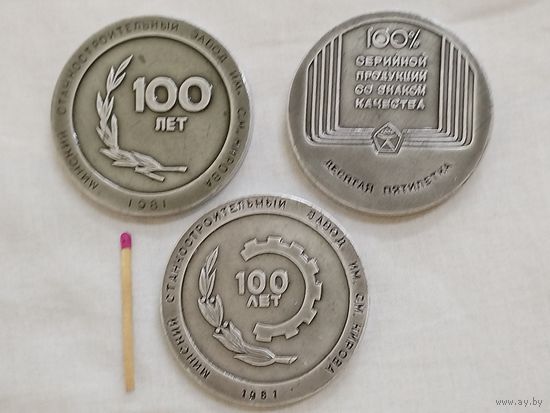 МИНСКИЙ СТАНКОСТРОИТЕЛЬНЫЙ ЗАВОД ИМ. С.М. КИРОВА
100
ЛЕТ
1981
100%
СЕРИЙНОЙ
ПРОДУКЦИИ
СО ЗНАКОМ
КАЧЕСТВА
ДЕСЯТАЯ ПЯТИЛЕТКА
МИНСКИЙ СТАНКОСТРОИТЕЛЬНЫЙ ЗАВОД ИМ. С.М. КИРОВА
100
ЛЕТ
1981
www.ay.by